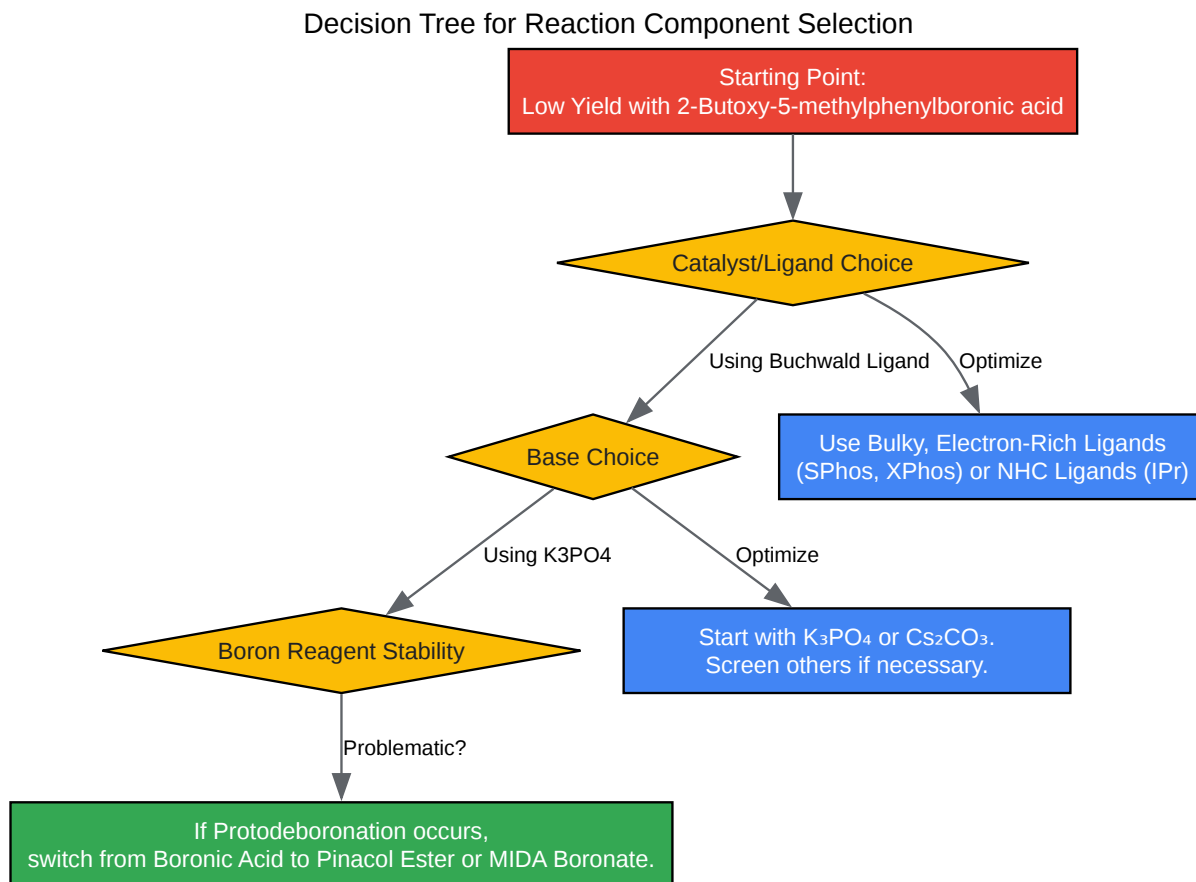 Decision Tree for Reaction Component Selection
Starting Point:
Low Yield with 2-Butoxy-5-methylphenylboronic acid
Catalyst/Ligand Choice
Using Buchwald Ligand
Optimize
Base Choice
Use Bulky, Electron-Rich Ligands
(SPhos, XPhos) or NHC Ligands (IPr)
Using K3PO4
Optimize
Boron Reagent Stability
Start with K₃PO₄ or Cs₂CO₃.
Screen others if necessary.
Problematic?
If Protodeboronation occurs,
switch from Boronic Acid to Pinacol Ester or MIDA Boronate.